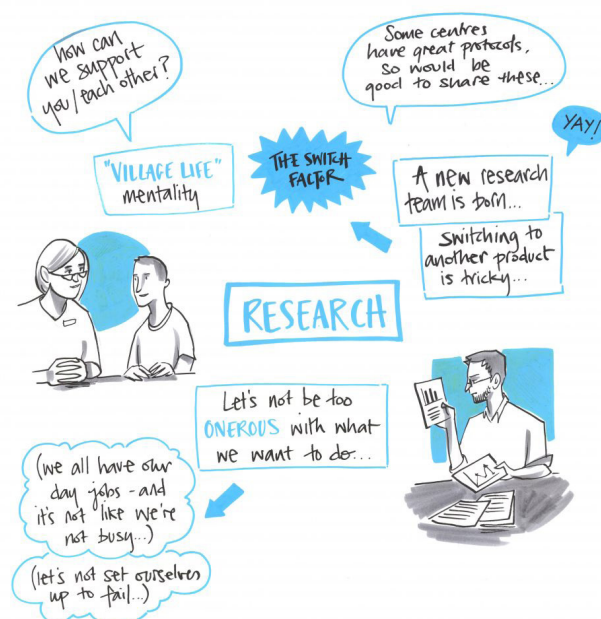 how can
we support
you/each other?
"VILLAGE LIFE"
mentality
THE SWITCH
FACTOR
Some centres
have great protocols,
so would be
good to share these...
YAY!
A new research
team is born...
Switching to
another product
is tricky...
RESEARCH
Let's not be too
ONEROUS with what
we want to do...
(we all have our
day jobs - and
it's not like we're
not busy...)
(let's not set ourselves
up to fail...)